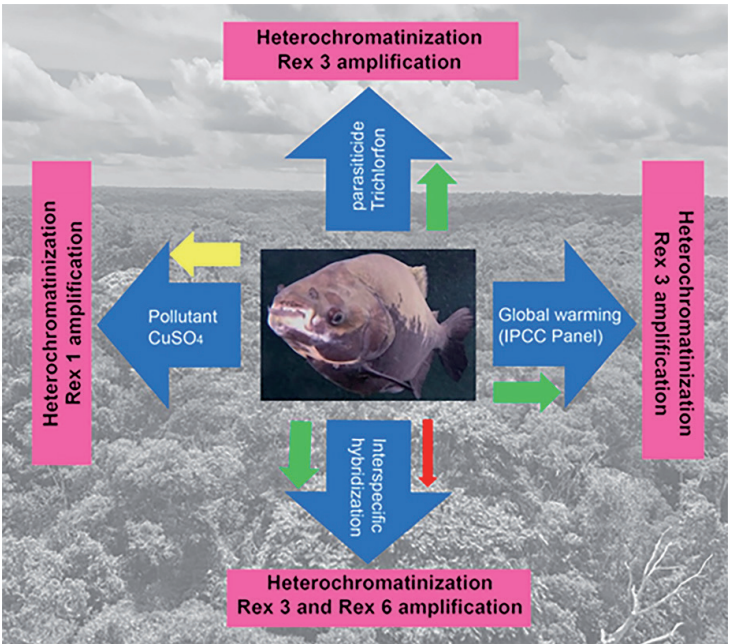 Heterochromatinization
Rex 3 amplification
parasiticide
Trichlorfon
Heterochromatinization
Rex 1 amplification
Pollutant
CuSO₄
Global warming
(IPCC Panel)
Heterochromatinization
Rex 3 amplification
Interspecific
hybridization
Heterochromatinization
Rex 3 and Rex 6 amplification